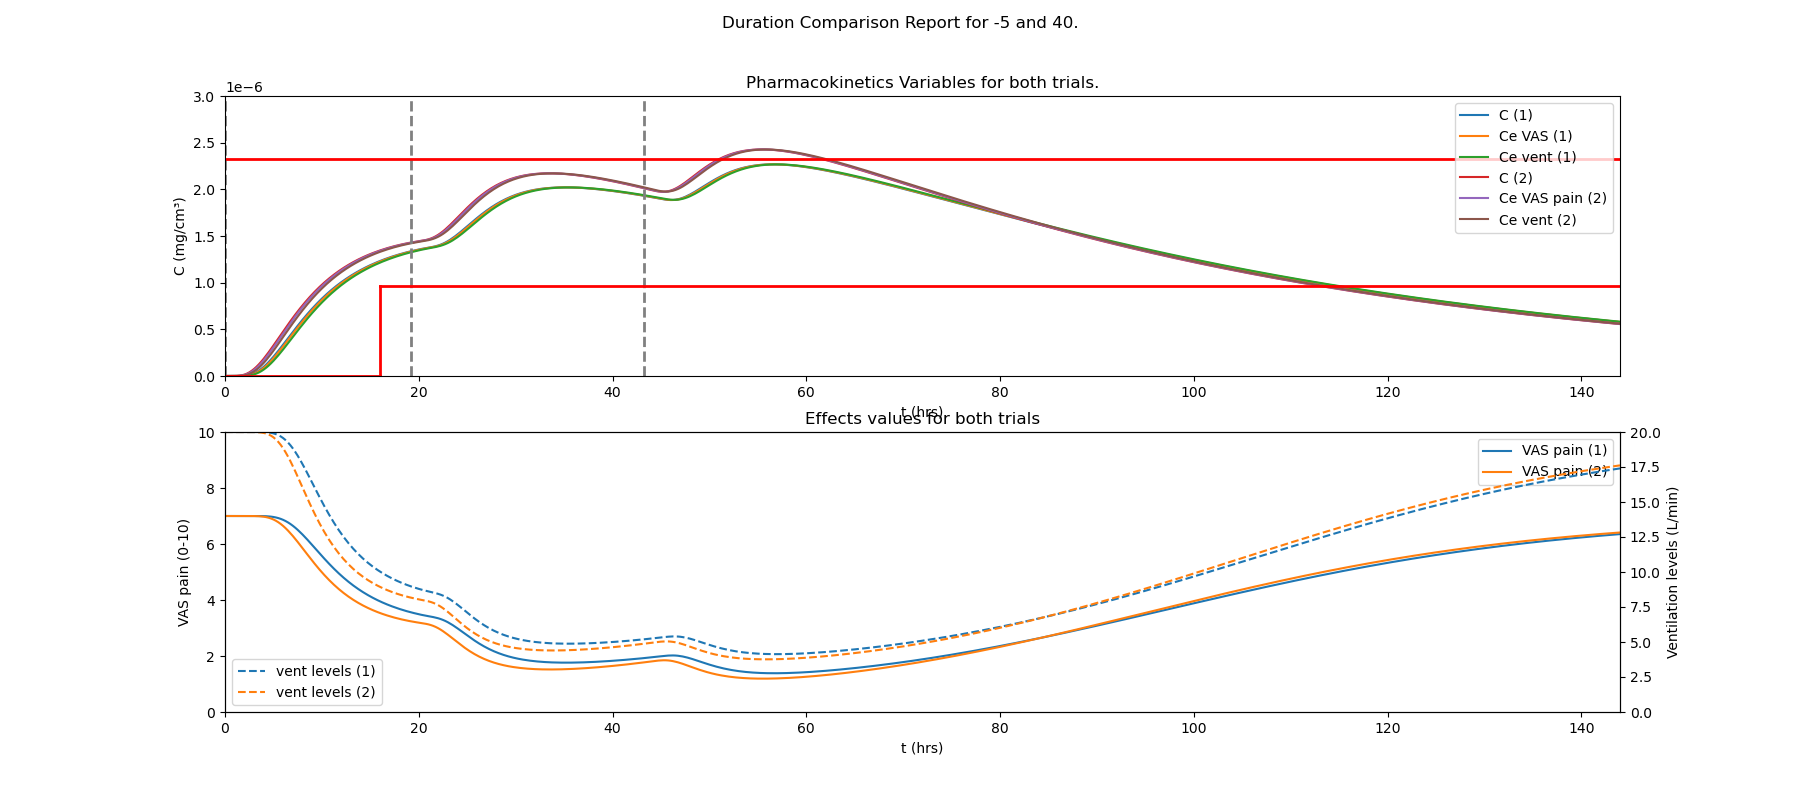 Duration Comparison Report for -5 and 40.
Pharmacokinetics Variables for both trials.
1e−6
3.0
2.5
2.0
1.5
1.0
0.5
0.0
C (mg/cm³)
C (1)
Ce VAS (1)
Ce vent (1)
C (2)
Ce VAS pain (2)
Ce vent (2)
0 20 40 60 80 100 120 140
t (hrs)
Effects values for both trials
10
8
6
4
2
0
VAS pain (0-10)
VAS pain (1)
VAS pain (2)
vent levels (1)
vent levels (2)
20.0
17.5
15.0
12.5
10.0
7.5
5.0
2.5
0.0
Ventilation levels (L/min)
0 20 40 60 80 100 120 140
t (hrs)